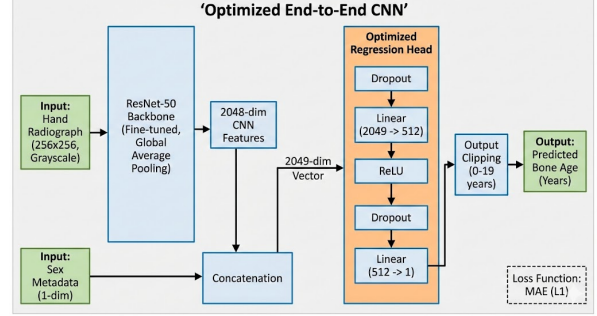 'Optimized End-to-End CNN'
Input:
Hand
Radiograph
(256x256,
Grayscale)
ResNet-50
Backbone
(Fine-tuned,
Global
Average
Pooling)
2048-dim
CNN
Features
Input:
Sex
Metadata
(1-dim)
Concatenation
2049-dim
Vector
Optimized
Regression Head
Dropout
Linear
(2049 -> 512)
ReLU
Dropout
Linear
(512 -> 1)
Output
Clipping
(0-19
years)
Output:
Predicted
Bone Age
(Years)
Loss Function:
MAE (L1)